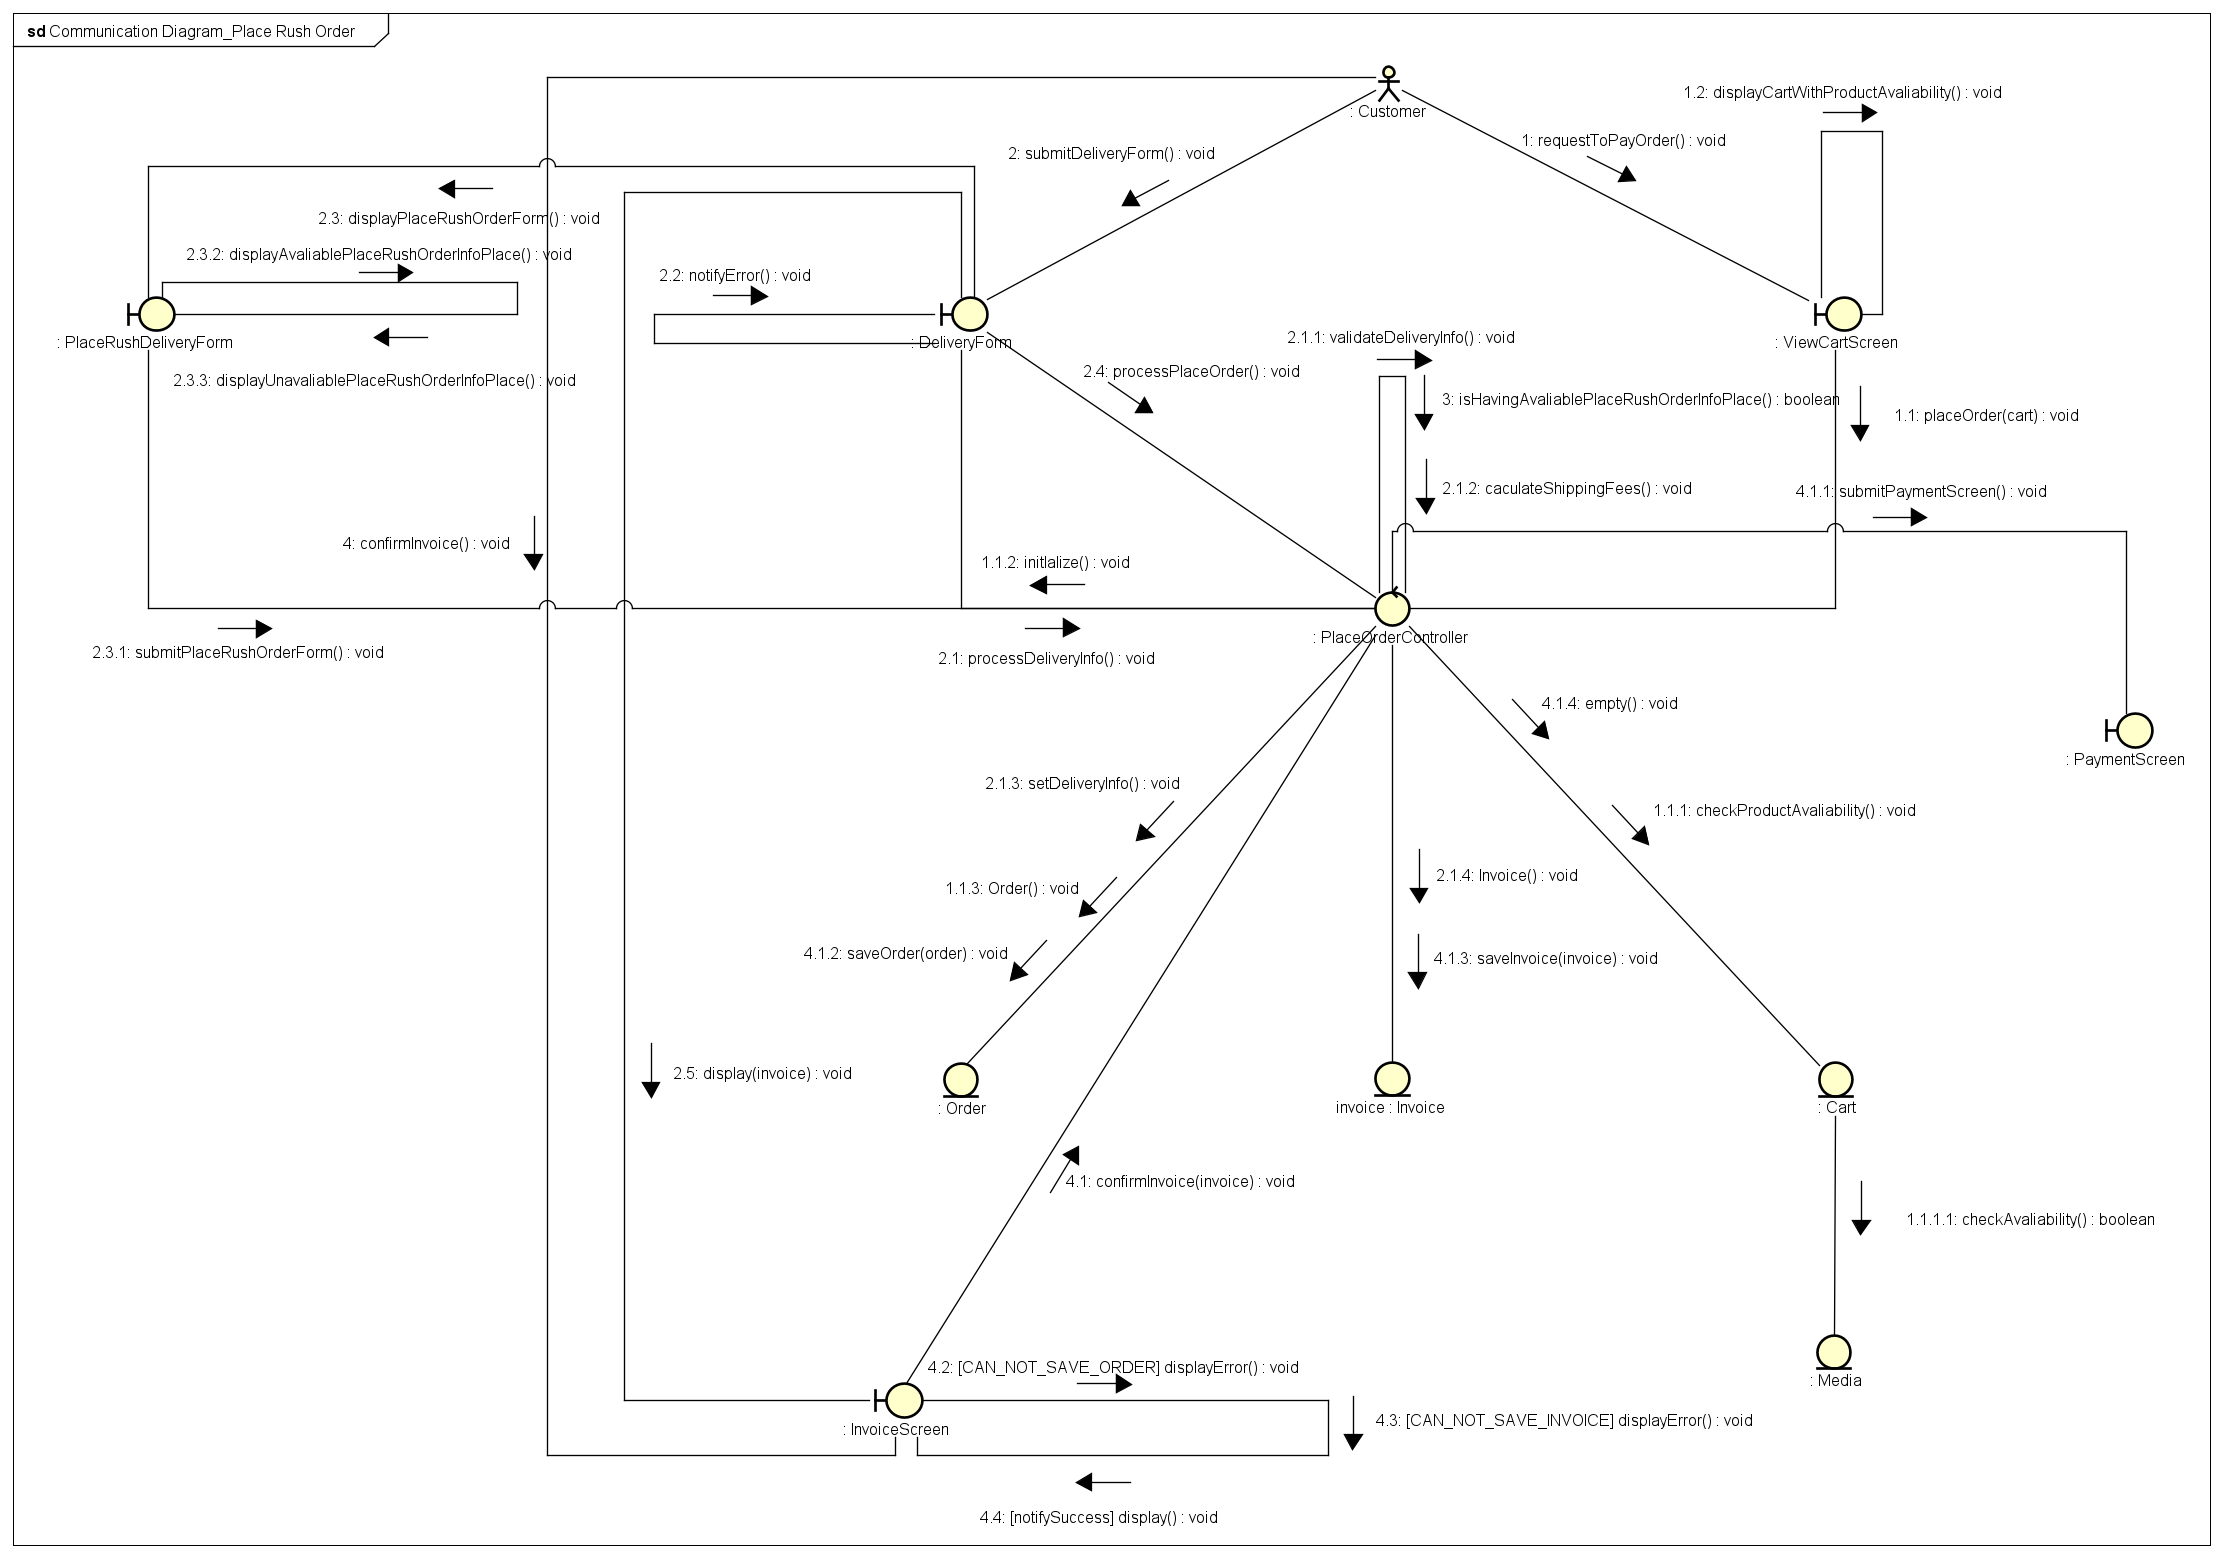 sd Communication Diagram_Place Rush Order
: Customer
1.2: displayCartWithProductAvaliability() : void
1: requestToPayOrder() : void
2: submitDeliveryForm() : void
2.3: displayPlaceRushOrderForm() : void
2.3.2: displayAvaliablePlaceRushOrderInfoPlace() : void
2.2: notifyError() : void
: PlaceRushDeliveryForm
: DeliveryForm
2.1.1: validateDeliveryInfo() : void
: ViewCartScreen
2.3.3: displayUnavaliablePlaceRushOrderInfoPlace() : void
2.4: processPlaceOrder() : void
3: isHavingAvaliablePlaceRushOrderInfoPlace() : boolean
1.1: placeOrder(cart) : void
2.1.2: caculateShippingFees() : void
4.1.1: submitPaymentScreen() : void
4: confirmInvoice() : void
1.1.2: initlalize() : void
: PlaceOrderController
2.3.1: submitPlaceRushOrderForm() : void
2.1: processDeliveryInfo() : void
4.1.4: empty() : void
: PaymentScreen
2.1.3: setDeliveryInfo() : void
1.1.1: checkProductAvaliability() : void
2.1.4: Invoice() : void
1.1.3: Order() : void
4.1.2: saveOrder(order) : void
4.1.3: saveInvoice(invoice) : void
2.5: display(invoice) : void
: Order
invoice : Invoice
: Cart
4.1: confirmInvoice(invoice) : void
1.1.1.1: checkAvaliability() : boolean
4.2: [CAN_NOT_SAVE_ORDER] displayError() : void
: Media
: InvoiceScreen
4.3: [CAN_NOT_SAVE_INVOICE] displayError() : void
4.4: [notifySuccess] display() : void